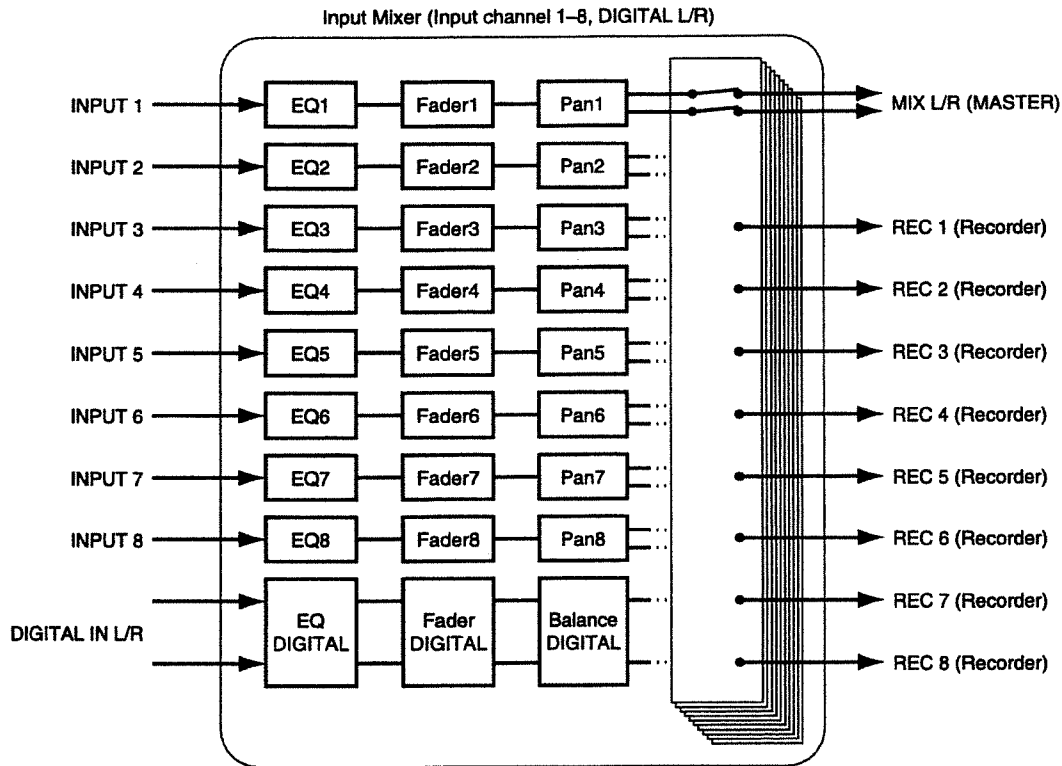 Input Mixer (Input channel 1–8, DIGITAL L/R)
INPUT 1 EQ1 Fader1 Pan1 MIX L/R (MASTER)
INPUT 2 EQ2 Fader2 Pan2
INPUT 3 EQ3 Fader3 Pan3 REC 1 (Recorder)
INPUT 4 EQ4 Fader4 Pan4 REC 2 (Recorder)
INPUT 5 EQ5 Fader5 Pan5 REC 3 (Recorder)
INPUT 6 EQ6 Fader6 Pan6 REC 4 (Recorder)
INPUT 7 EQ7 Fader7 Pan7 REC 5 (Recorder)
INPUT 8 EQ8 Fader8 Pan8 REC 6 (Recorder)
DIGITAL IN L/R
EQ
DIGITAL
Fader
DIGITAL
Balance
DIGITAL
REC 7 (Recorder)
REC 8 (Recorder)